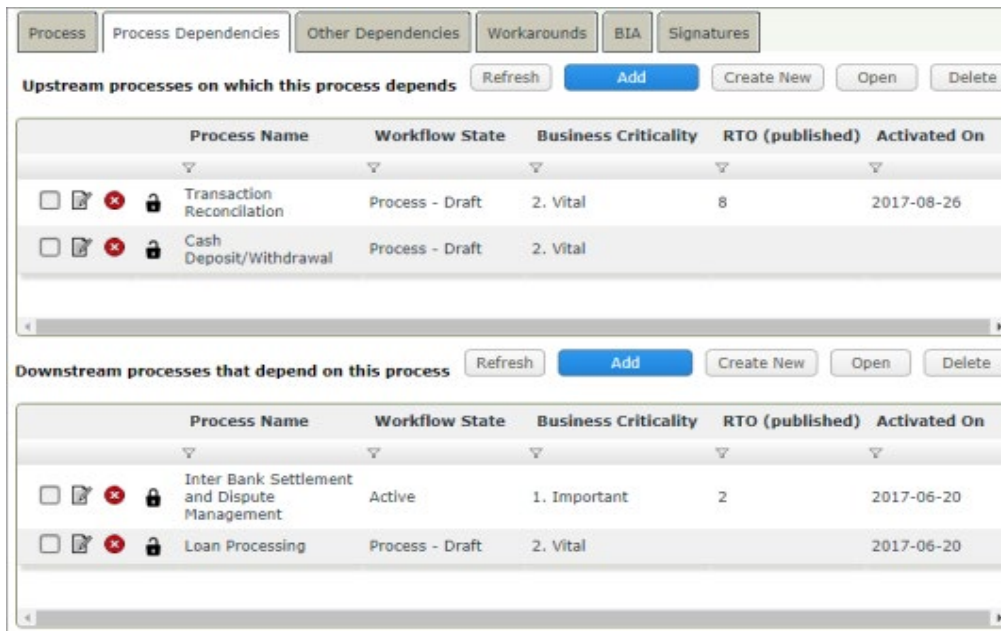 Process Process Dependencies Other Dependencies Workarounds BIA Signatures
Upstream processes on which this process depends Refresh Add Create New Open Delete
Process Name Workflow State Business Criticality RTO (published) Activated On
Transaction
Reconcilation Process - Draft 2. Vital 8 2017-08-26
Cash
Deposit/Withdrawal Process - Draft 2. Vital
Downstream processes that depend on this process Refresh Add Create New Open Delete
Process Name Workflow State Business Criticality RTO (published) Activated On
Inter Bank Settlement
and Dispute Active 1. Important 2 2017-06-20
Management
Loan Processing Process - Draft 2. Vital 2017-06-20